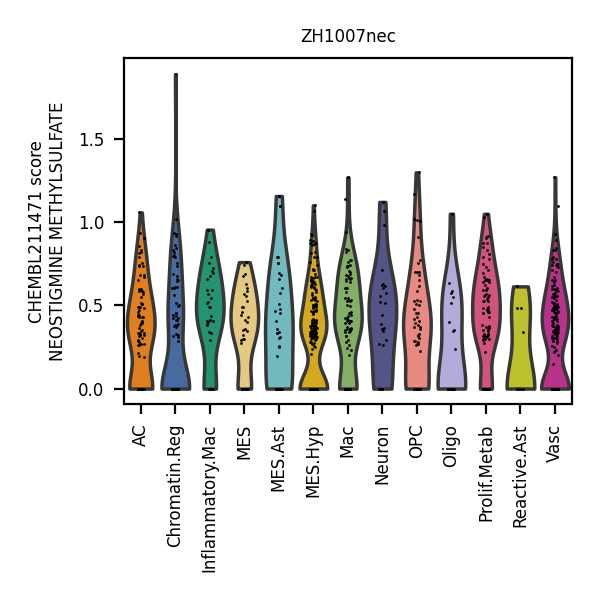 ZH1007nec
CHEMBL211471 score
NEOSTIGMINE METHYLSULFATE
1.5
1.0
0.5
0.0
AC
Chromatin.Reg
Inflammatory.Mac
MES
MES.Ast
MES.Hyp
Mac
Neuron
OPC
Oligo
Prolif.Metab
Reactive.Ast
Vasc